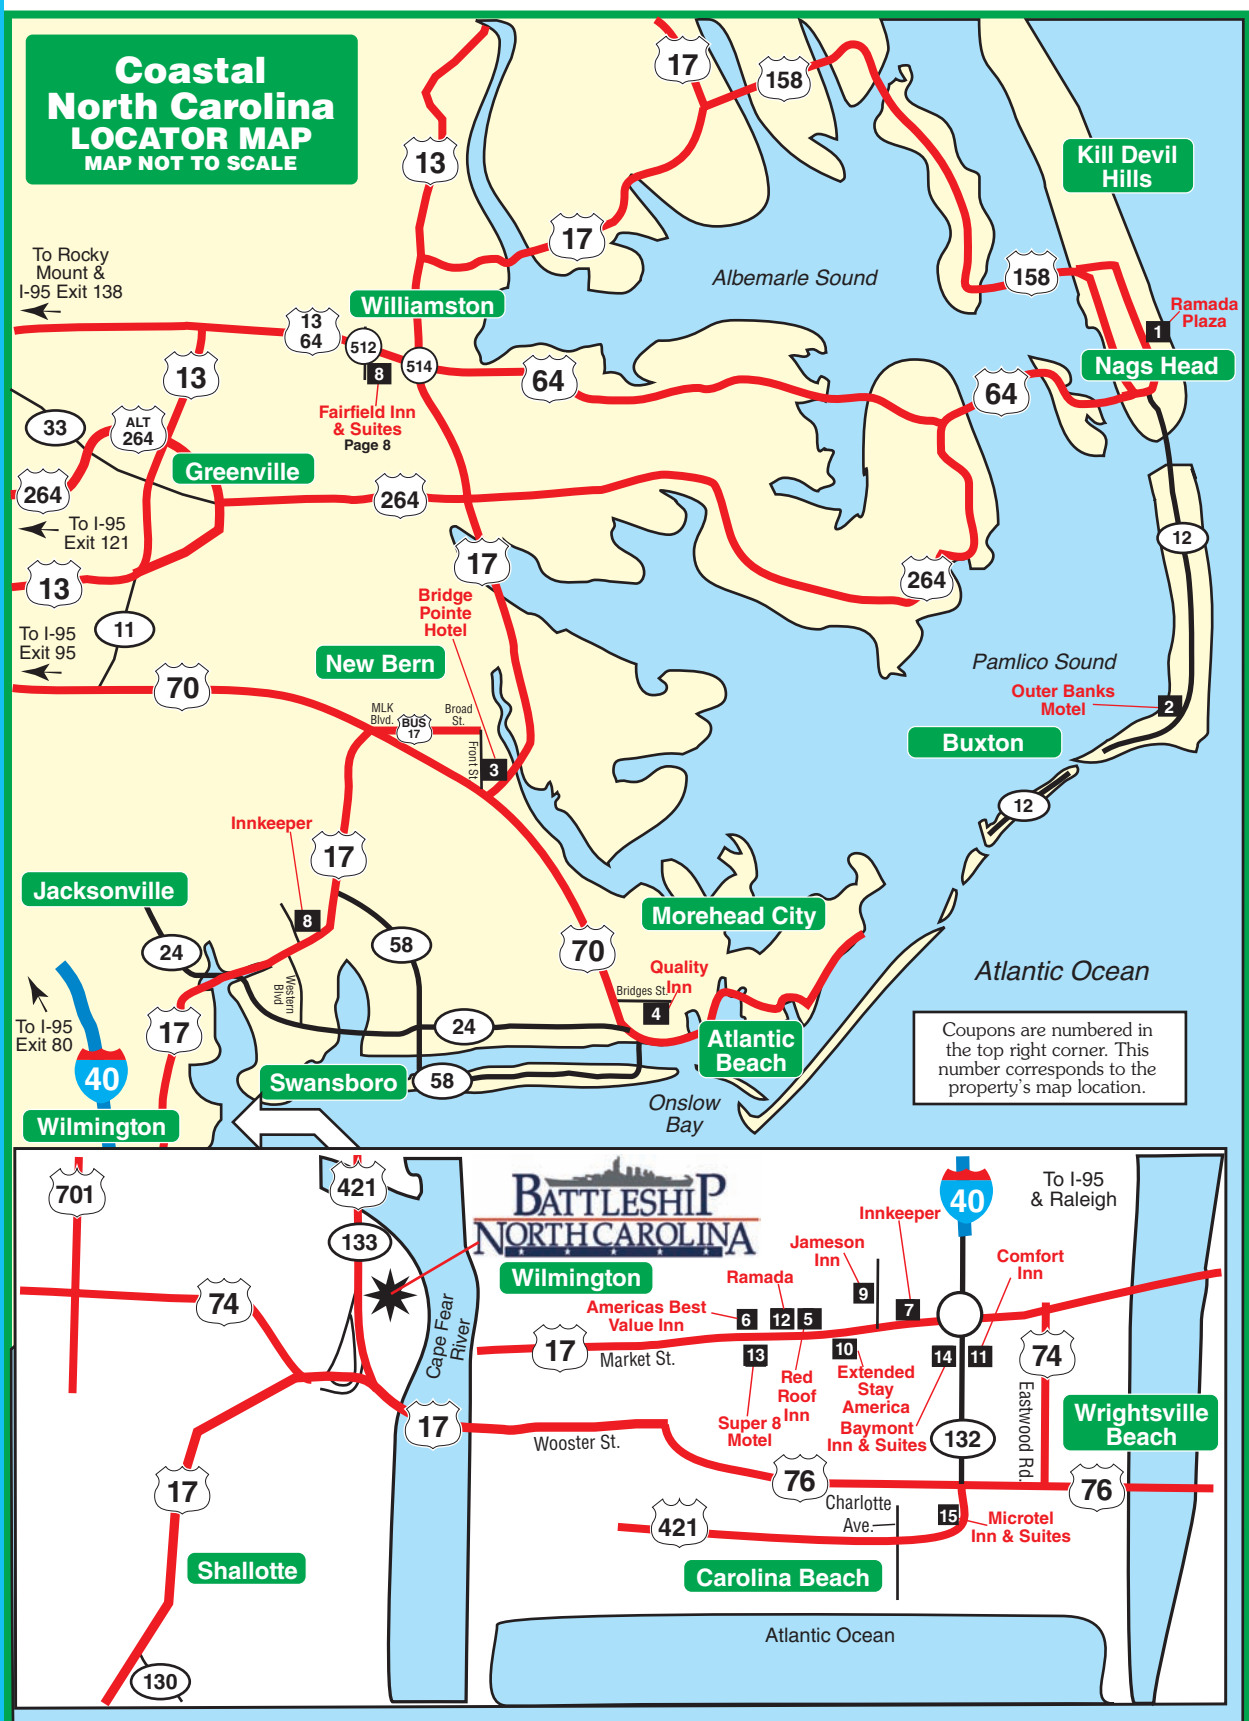 Coastal
North Carolina
LOCATOR MAP
MAP NOT TO SCALE
17
158
13
Kill Devil
Hills
17
Albemarle Sound
To Rocky
Mount &
I-95 Exit 138
158
Williamston
Ramada
Plaza
1
13
64
512
514
8
Nags Head
13
64
64
Fairfield Inn
& Suites
Page 8
33
ALT
264
Greenville
264
264
To I-95
Exit 121
12
17
13
264
Bridge
Pointe
Hotel
11
To I-95
Exit 95
New Bern
Pamlico Sound
70
Outer Banks
Motel
2
MLK
Blvd.
BUS
17
Broad
St.
Front St.
3
Buxton
12
Innkeeper
17
Jacksonville
8
Morehead City
24
58
70
Western
Blvd
Quality
Inn
Bridges St.
4
Atlantic Ocean
To I-95
Exit 80
17
24
Atlantic
Beach
40
Swansboro
58
Onslow
Bay
Coupons are numbered in
the top right corner. This
number corresponds to the
property's map location.
Wilmington
701
421
BATTLESHIP
NORTH CAROLINA
40
To I-95
& Raleigh
133
Innkeeper
Jameson
Inn
Comfort
Inn
Wilmington
Ramada
9
74
Americas Best
Value Inn
6
12
5
7
Cape Fear
River
17
Market St.
13
10
14
11
74
Red
Roof
Inn
Extended
Stay
America
Super 8
Motel
Baymont
Inn & Suites
Eastwood Rd.
Wrightsville
Beach
17
Wooster St.
132
17
76
76
Charlotte
Ave.
15
Microtel
Inn & Suites
421
Shallotte
Carolina Beach
Atlantic Ocean
130